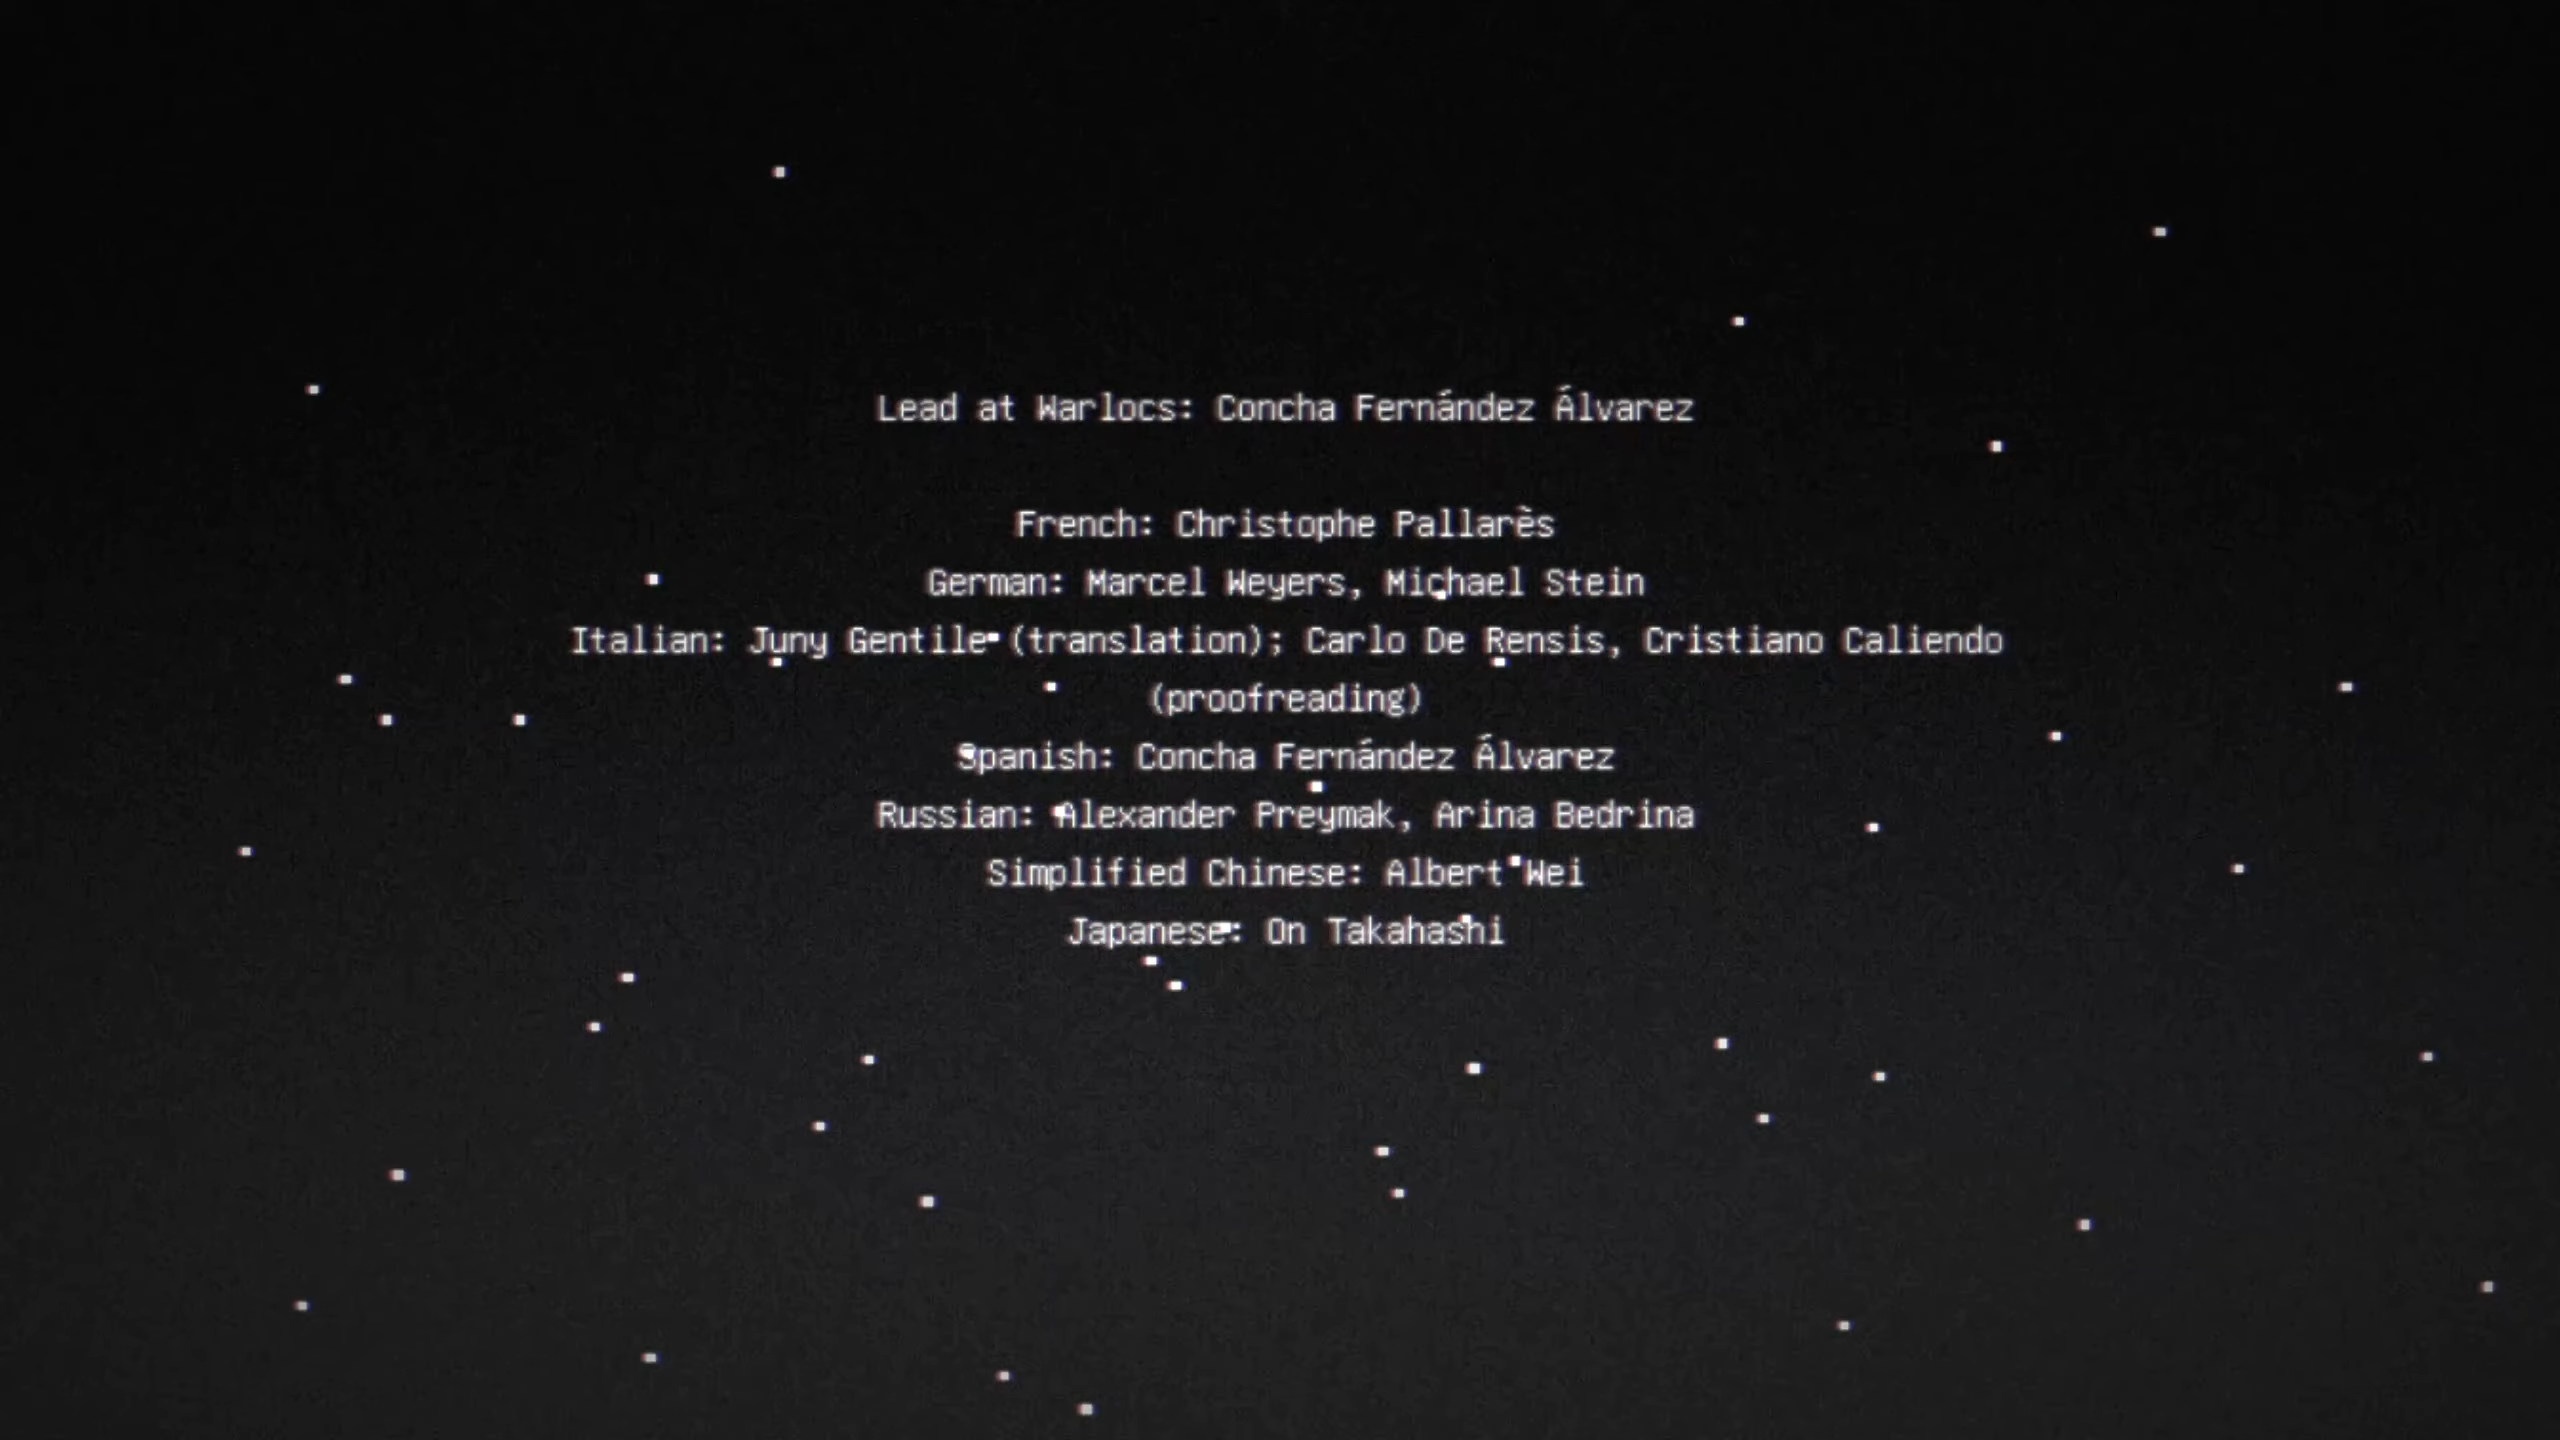 Lead at Warlocs: Concha Fernández Álvarez
French: Christophe Pallarès
German: Marcel Weyers, Michael Stein
Italian: Juny Gentile (translation); Carlo De Rensis, Cristiano Caliendo
(proofreading)
Spanish: Concha Fernández Álvarez
Russian: Alexander Preymak, Arina Bedrina
Simplified Chinese: Albert Wei
Japanese: On Takahashi